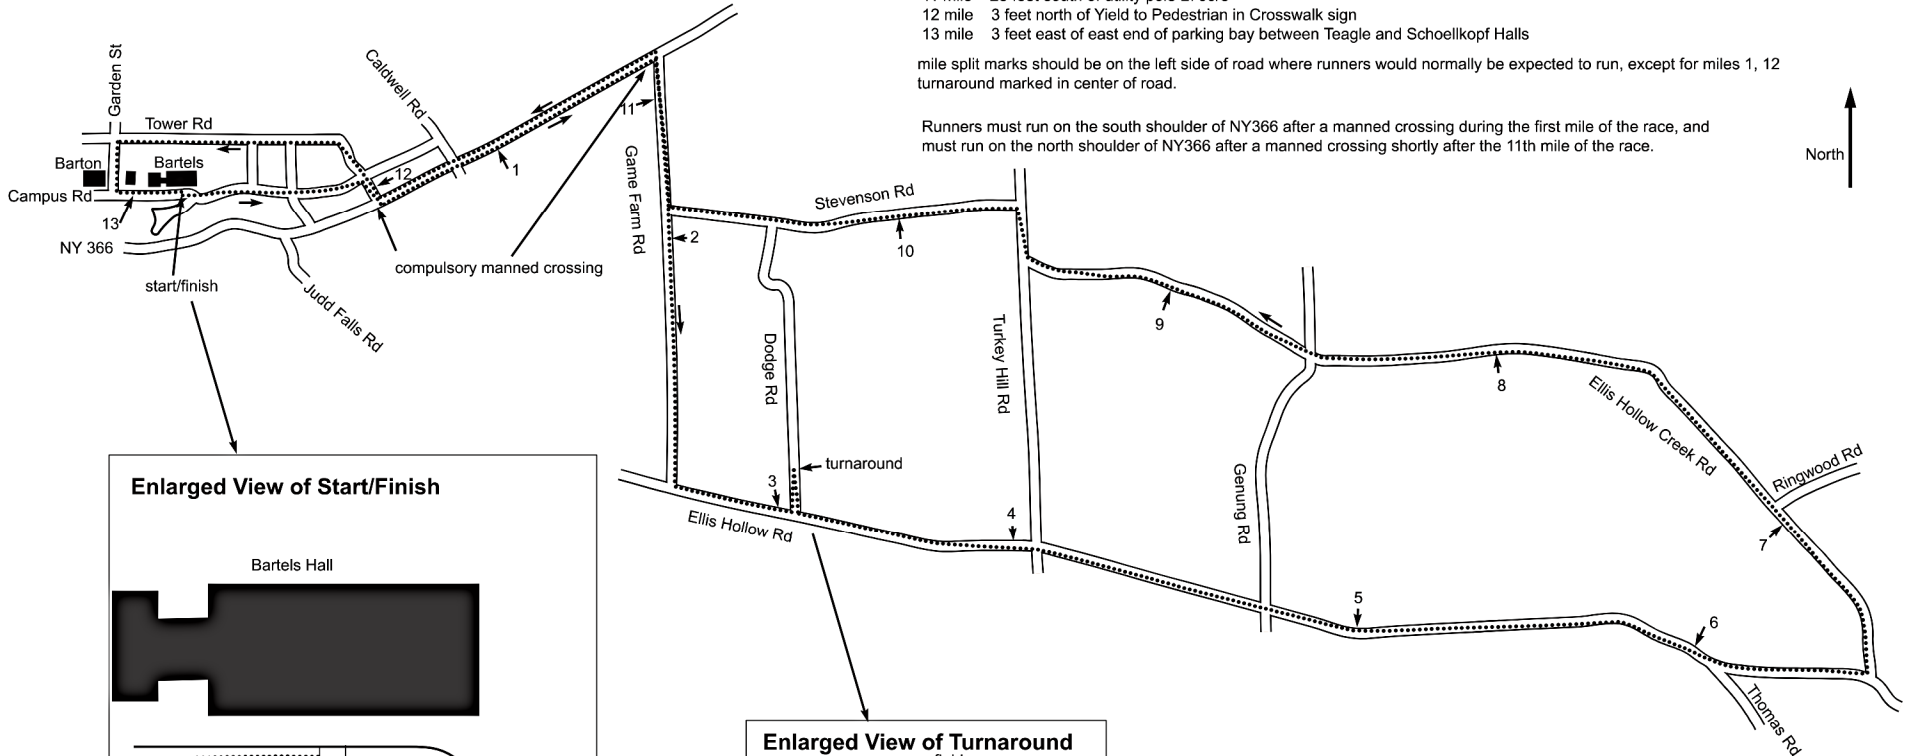 12 mile 3 feet north of Yield to Pedestrian in Crosswalk sign
13 mile 3 feet east of east end of parking bay between Teagle and Schoellkopf Halls
mile split marks should be on the left side of road where runners would normally be expected to run, except for miles 1, 12
turnaround marked in center of road.
Runners must run on the south shoulder of NY366 after a manned crossing during the first mile of the race, and
must run on the north shoulder of NY366 after a manned crossing shortly after the 11th mile of the race.
North
Garden St
Tower Rd
Caldwell Rd
Barton
Bartels
Campus Rd
13
NY 366
start/finish
Judd Falls Rd
12
1
11
compulsory manned crossing
Game Farm Rd
2
Stevenson Rd
10
Dodge Rd
turnaround
3
Ellis Hollow Rd
Turkey Hill Rd
4
9
Genung Rd
5
8
Ellis Hollow Creek Rd
Ringwood Rd
7
6
Thomas Rd
Enlarged View of Start/Finish
Bartels Hall
Enlarged View of Turnaround